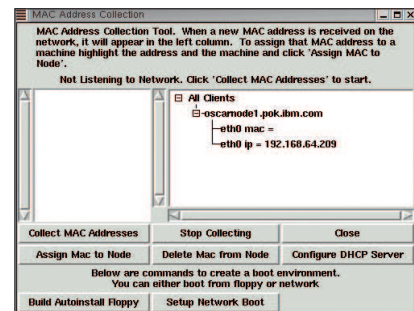 MAC Address Collection
MAC Address Collection Tool. When a new MAC address is received on the
network, it will appear in the left column. To assign that MAC address to a
machine highlight the address and the machine and click 'Assign MAC to
Node'.
Not Listening to Network. Click 'Collect MAC Addresses' to start.
All Clients
oscarnode1.pok.ibm.com
eth0 mac =
eth0 ip = 192.168.64.209
Collect MAC Addresses Stop Collecting Close
Assign Mac to Node Delete Mac from Node Configure DHCP Server
Below are commands to create a boot environment.
You can either boot from floppy or network
Build Autoinstall Floppy Setup Network Boot